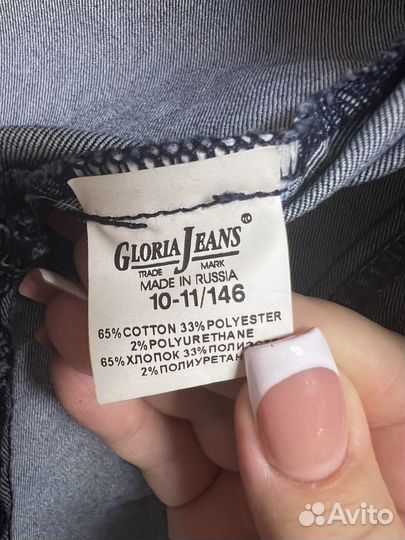 GLORIA JEANS
TRADE MARK
MADE IN RUSSIA
10-11/146
65% COTTON 33% POLYESTER
2% POLYURETHANE
65% ХЛОПОК 33%
2% ПОЛИУРЕТАН
Avito